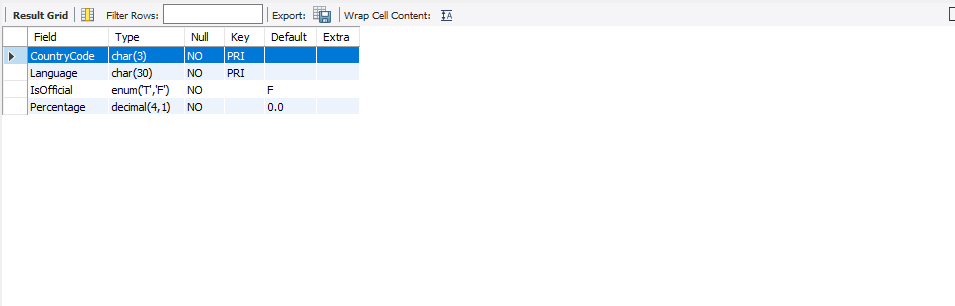 Result Grid Filter Rows: Export: Wrap Cell Content:
Field Type Null Key Default Extra
CountryCode char(3) NO PRI
Language char(30) NO PRI
IsOfficial enum('T','F') NO F
Percentage decimal(4,1) NO 0.0